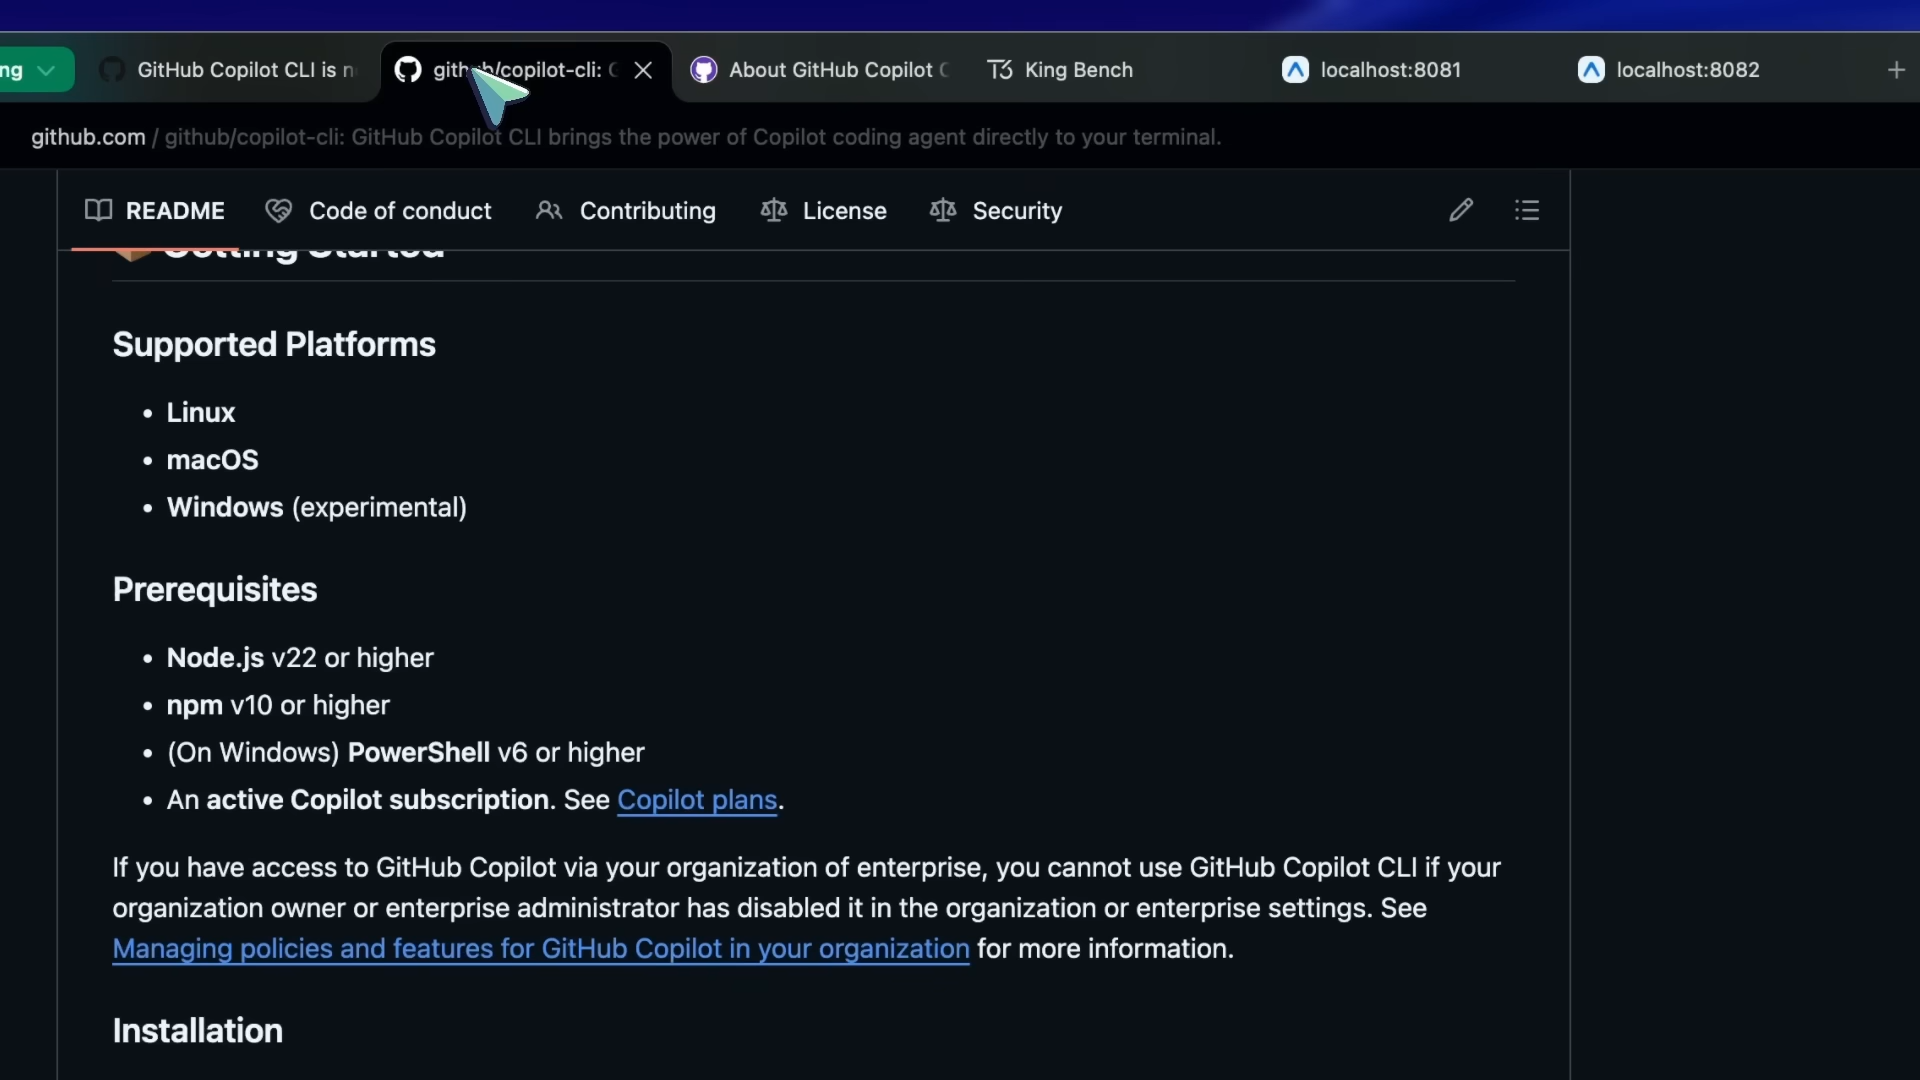 ng
GitHub Copilot CLI is n
github/copilot-cli: G
About GitHub Copilot C
T3 King Bench
localhost:8081
localhost:8082
github.com / github/copilot-cli: GitHub Copilot CLI brings the power of Copilot coding agent directly to your terminal.
README
Code of conduct
Contributing
License
Security
Getting Started
Supported Platforms
• Linux
• macOS
• Windows (experimental)
Prerequisites
• Node.js v22 or higher
• npm v10 or higher
• (On Windows) PowerShell v6 or higher
• An active Copilot subscription. See Copilot plans.
If you have access to GitHub Copilot via your organization of enterprise, you cannot use GitHub Copilot CLI if your
organization owner or enterprise administrator has disabled it in the organization or enterprise settings. See
Managing policies and features for GitHub Copilot in your organization for more information.
Installation